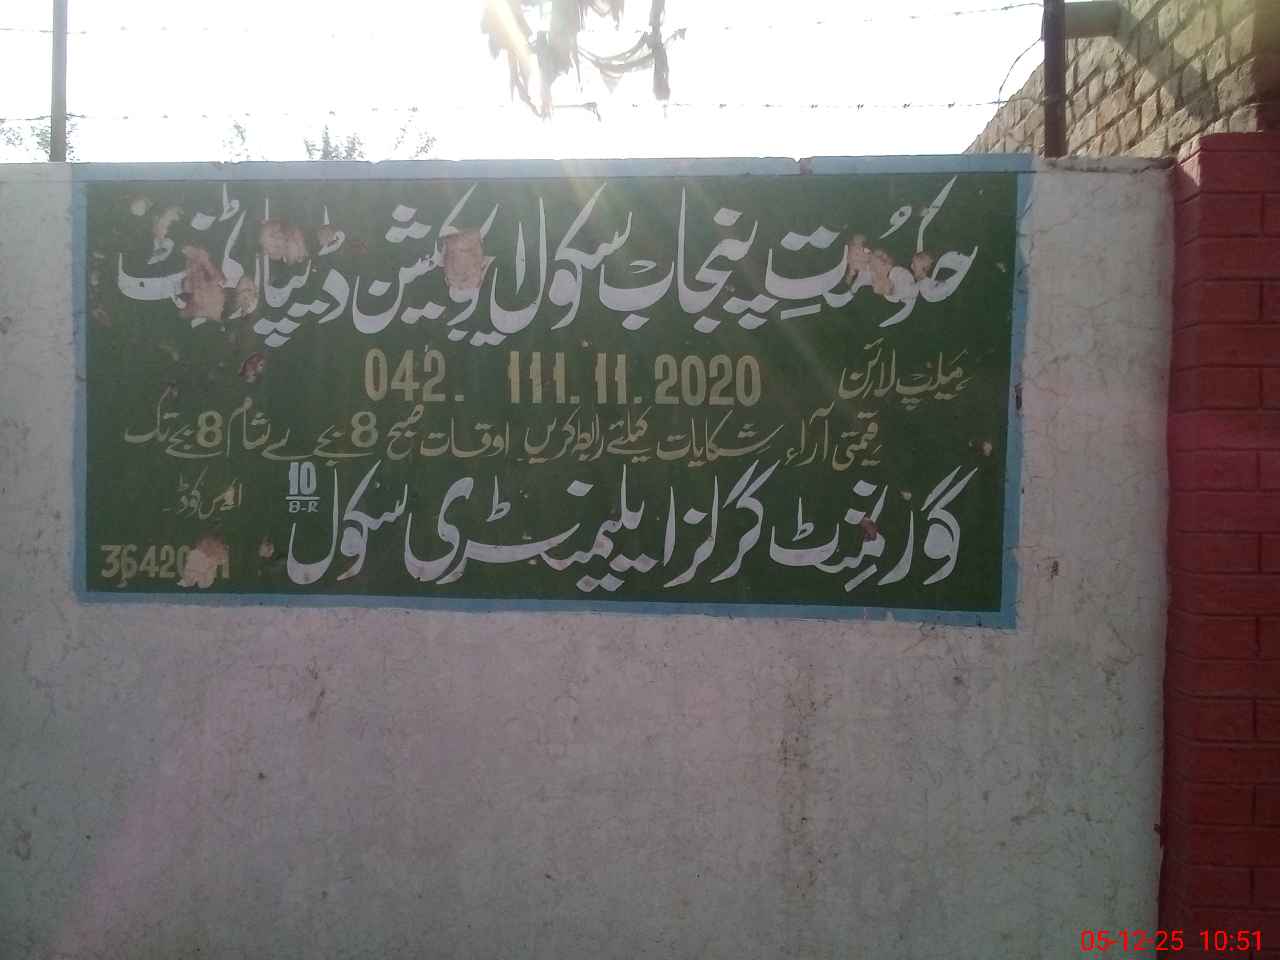 حکومتِ پنجاب سکول ایجوکیشن ڈیپارٹمنٹ
ہیلپ لائن 042. 111. 11. 2020
قیمتی آراء شکایات کیلئے رابطہ کریں اوقات صبح 8 بجے سے شام 8 بجے تک
گورنمنٹ گرلز ایلیمنٹری سکول 10/8-R
ایمس کوڈ۔
05-12-25 10:51